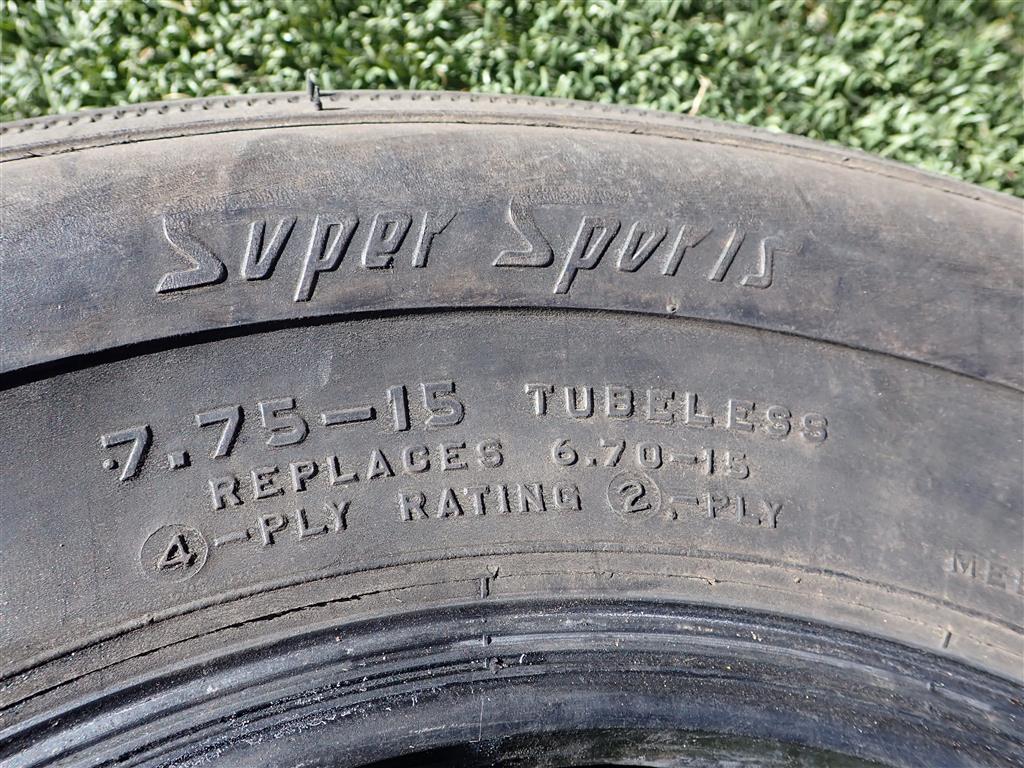 Super Sports
7.75-15 TUBELESS
REPLACES 6.70-15
4-PLY RATING 2-PLY